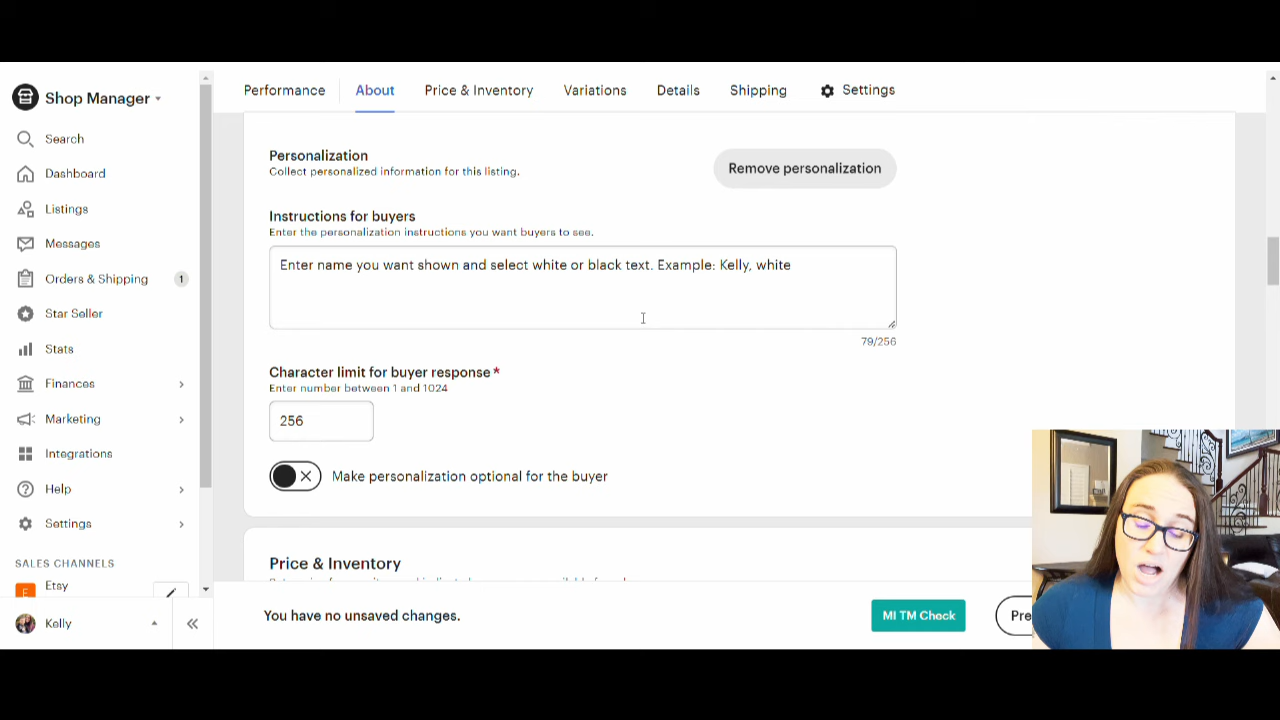 Shop Manager
Search
Dashboard
Listings
Messages
Orders & Shipping 1
Star Seller
Stats
Finances
Marketing
Integrations
Help
Settings
SALES CHANNELS
E Etsy
Kelly
Performance About Price & Inventory Variations Details Shipping Settings
Personalization
Collect personalized information for this listing.
Remove personalization
Instructions for buyers
Enter the personalization instructions you want buyers to see.
Enter name you want shown and select white or black text. Example: Kelly, white
79/256
Character limit for buyer response *
Enter number between 1 and 1024
256
Make personalization optional for the buyer
Price & Inventory
You have no unsaved changes.
MI TM Check
Pre